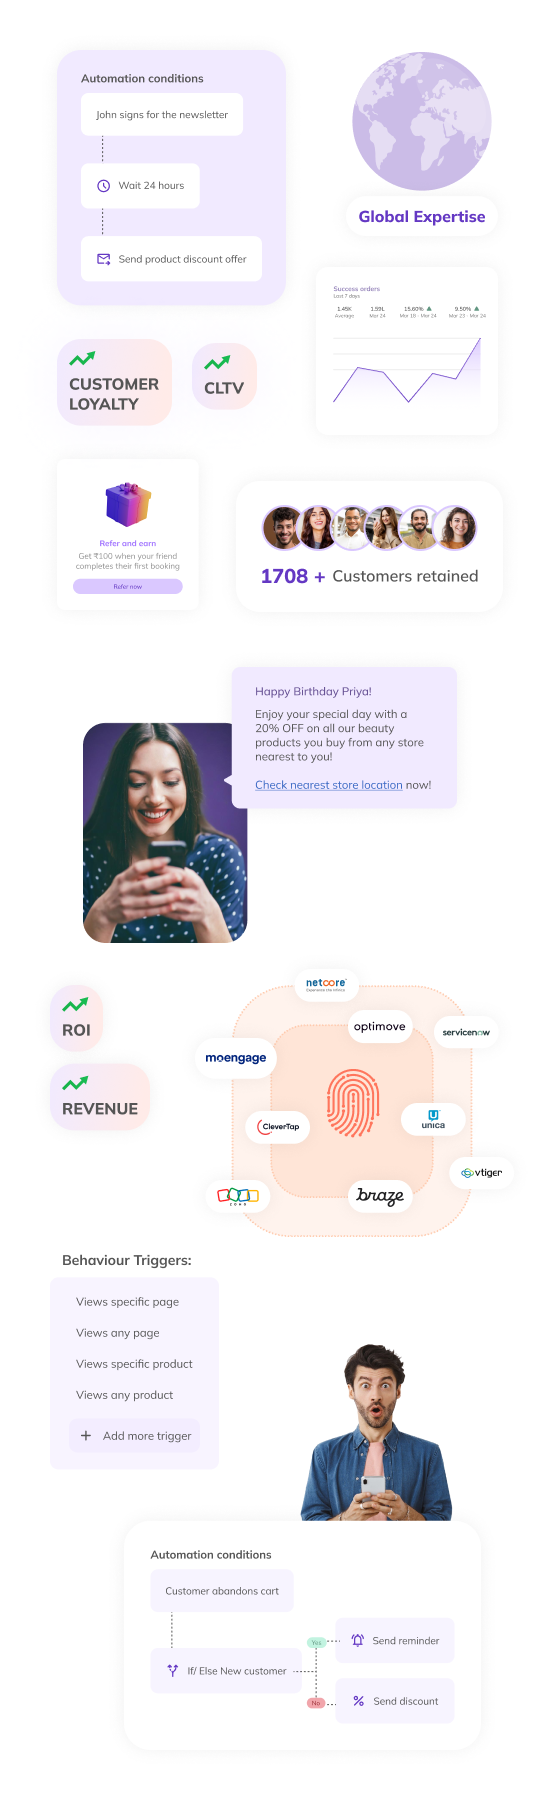 Automation conditions
John signs for the newsletter
Wait 24 hours
Send product discount offer
Global Expertise
Success orders
Last 7 days
1.45K 1.59L 15.60% 9.50%
Average Mar 24 Mar 18 - Mar 24 Mar 23 - Mar 24
CUSTOMER
LOYALTY
CLTV
Refer and earn
Get ₹100 when your friend
completes their first booking
Refer now
1708 + Customers retained
Happy Birthday Priya!
Enjoy your special day with a
20% OFF on all our beauty
products you buy from any store
nearest to you!
Check nearest store location now!
netcore
ROI
optimove
servicenow
moengage
REVENUE
CleverTap
unica
vtiger
ZOHO
braze
Behaviour Triggers:
Views specific page
Views any page
Views specific product
Views any product
+ Add more trigger
Automation conditions
Customer abandons cart
Yes
Send reminder
If/ Else New customer
No
Send discount